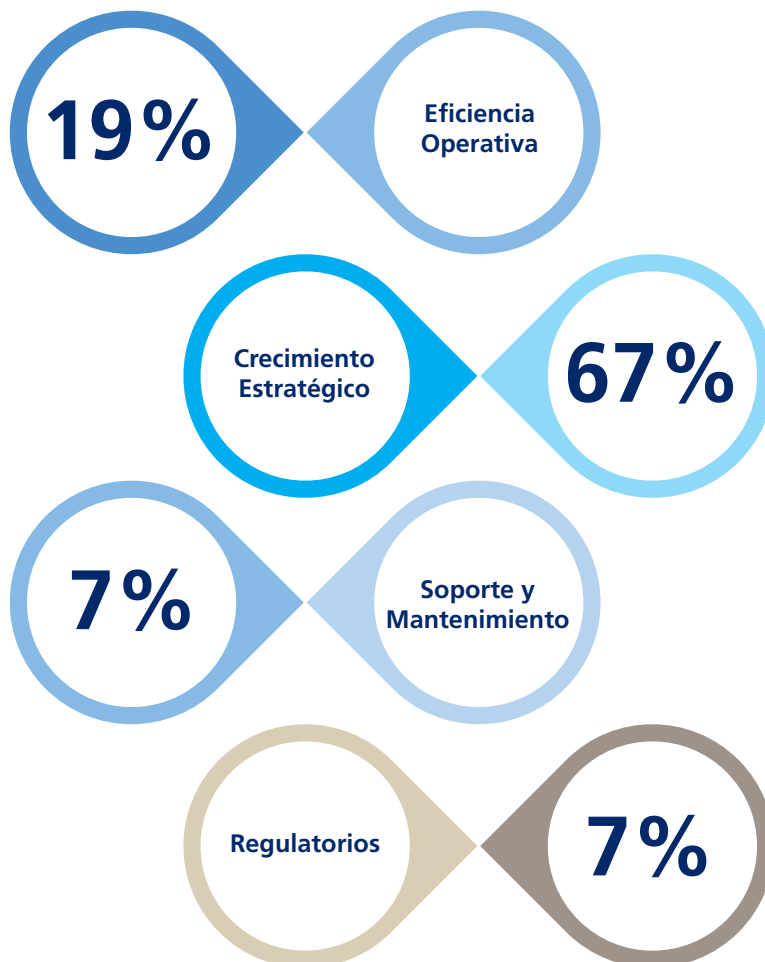 19%
Eficiencia
Operativa
Crecimiento
Estratégico
67%
7%
Soporte y
Mantenimiento
Regulatorios
7%